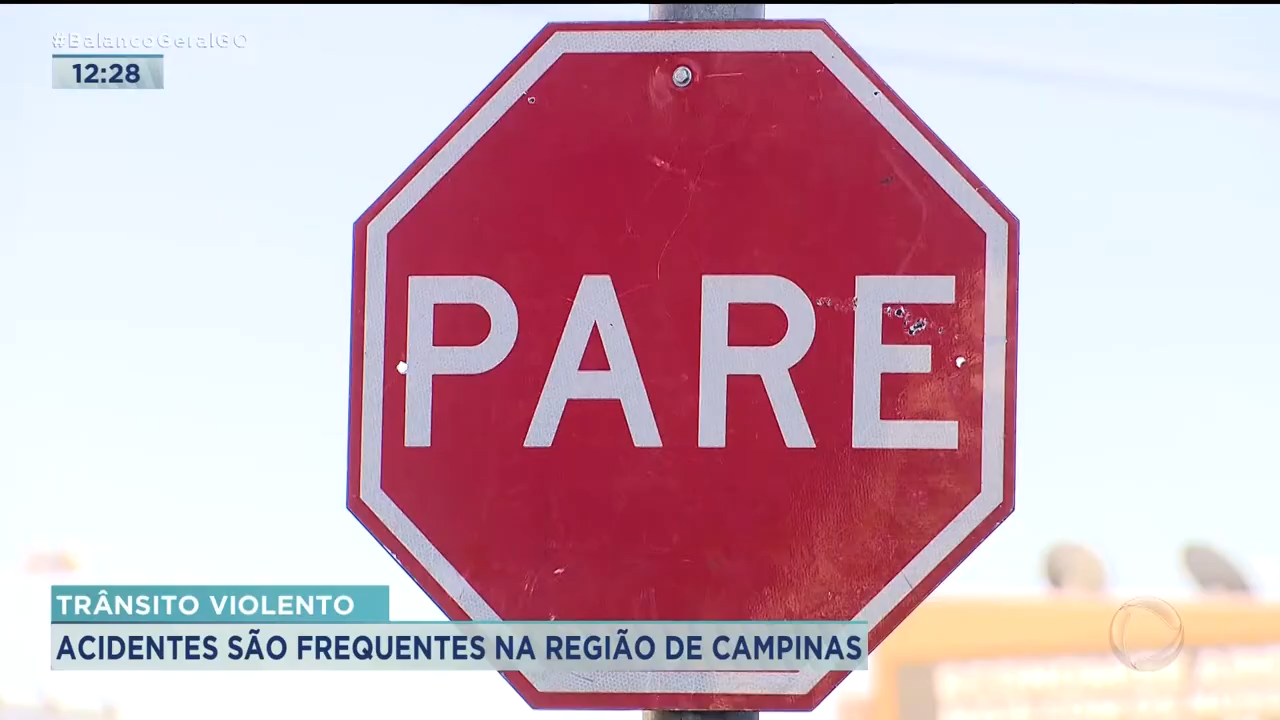 #BalançoGeralGO
12:28
PARE
TRÂNSITO VIOLENTO
ACIDENTES SÃO FREQUENTES NA REGIÃO DE CAMPINAS